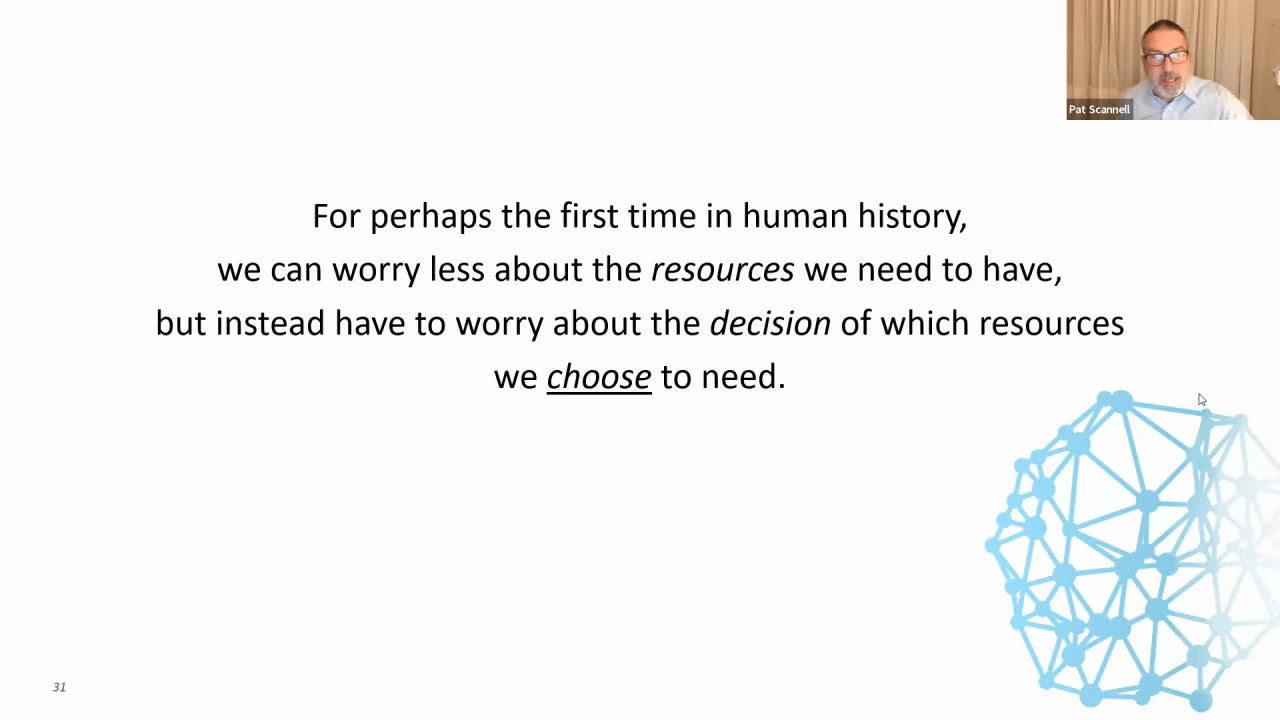 Pat Scannell
For perhaps the first time in human history,
we can worry less about the resources we need to have,
but instead have to worry about the decision of which resources
we choose to need.
31